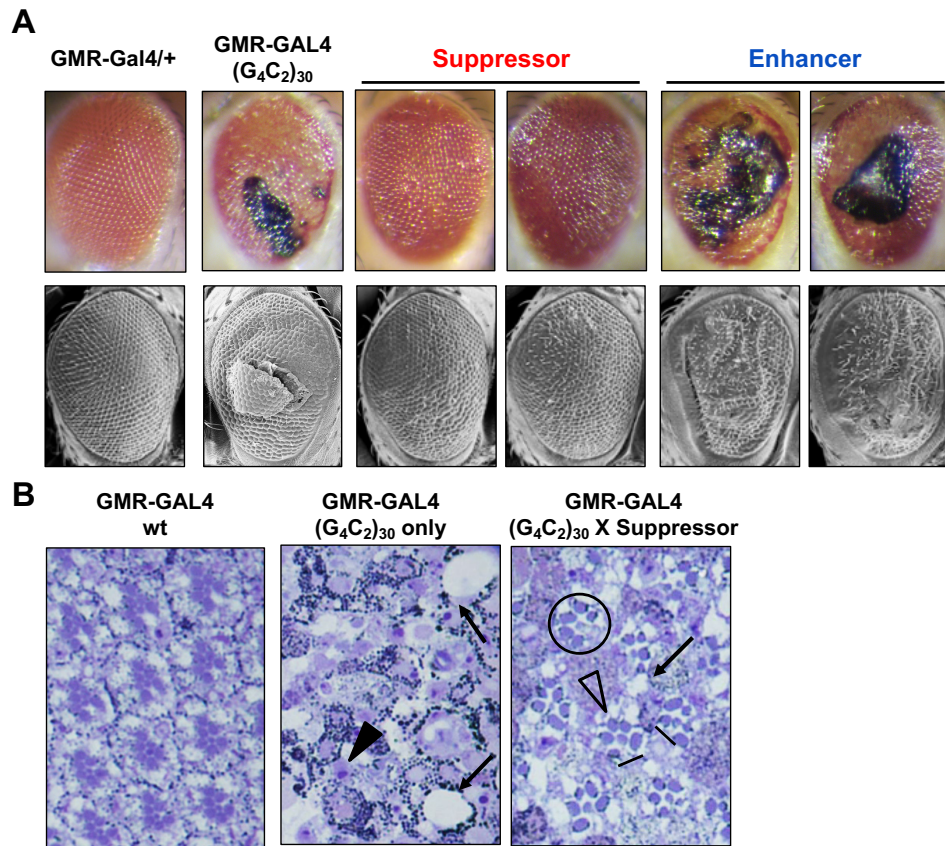 A
GMR-Gal4/+
GMR-GAL4
(G₄C₂)₃₀
Suppressor
Enhancer
B
GMR-GAL4
wt
GMR-GAL4
(G₄C₂)₃₀ only
GMR-GAL4
(G₄C₂)₃₀ X Suppressor